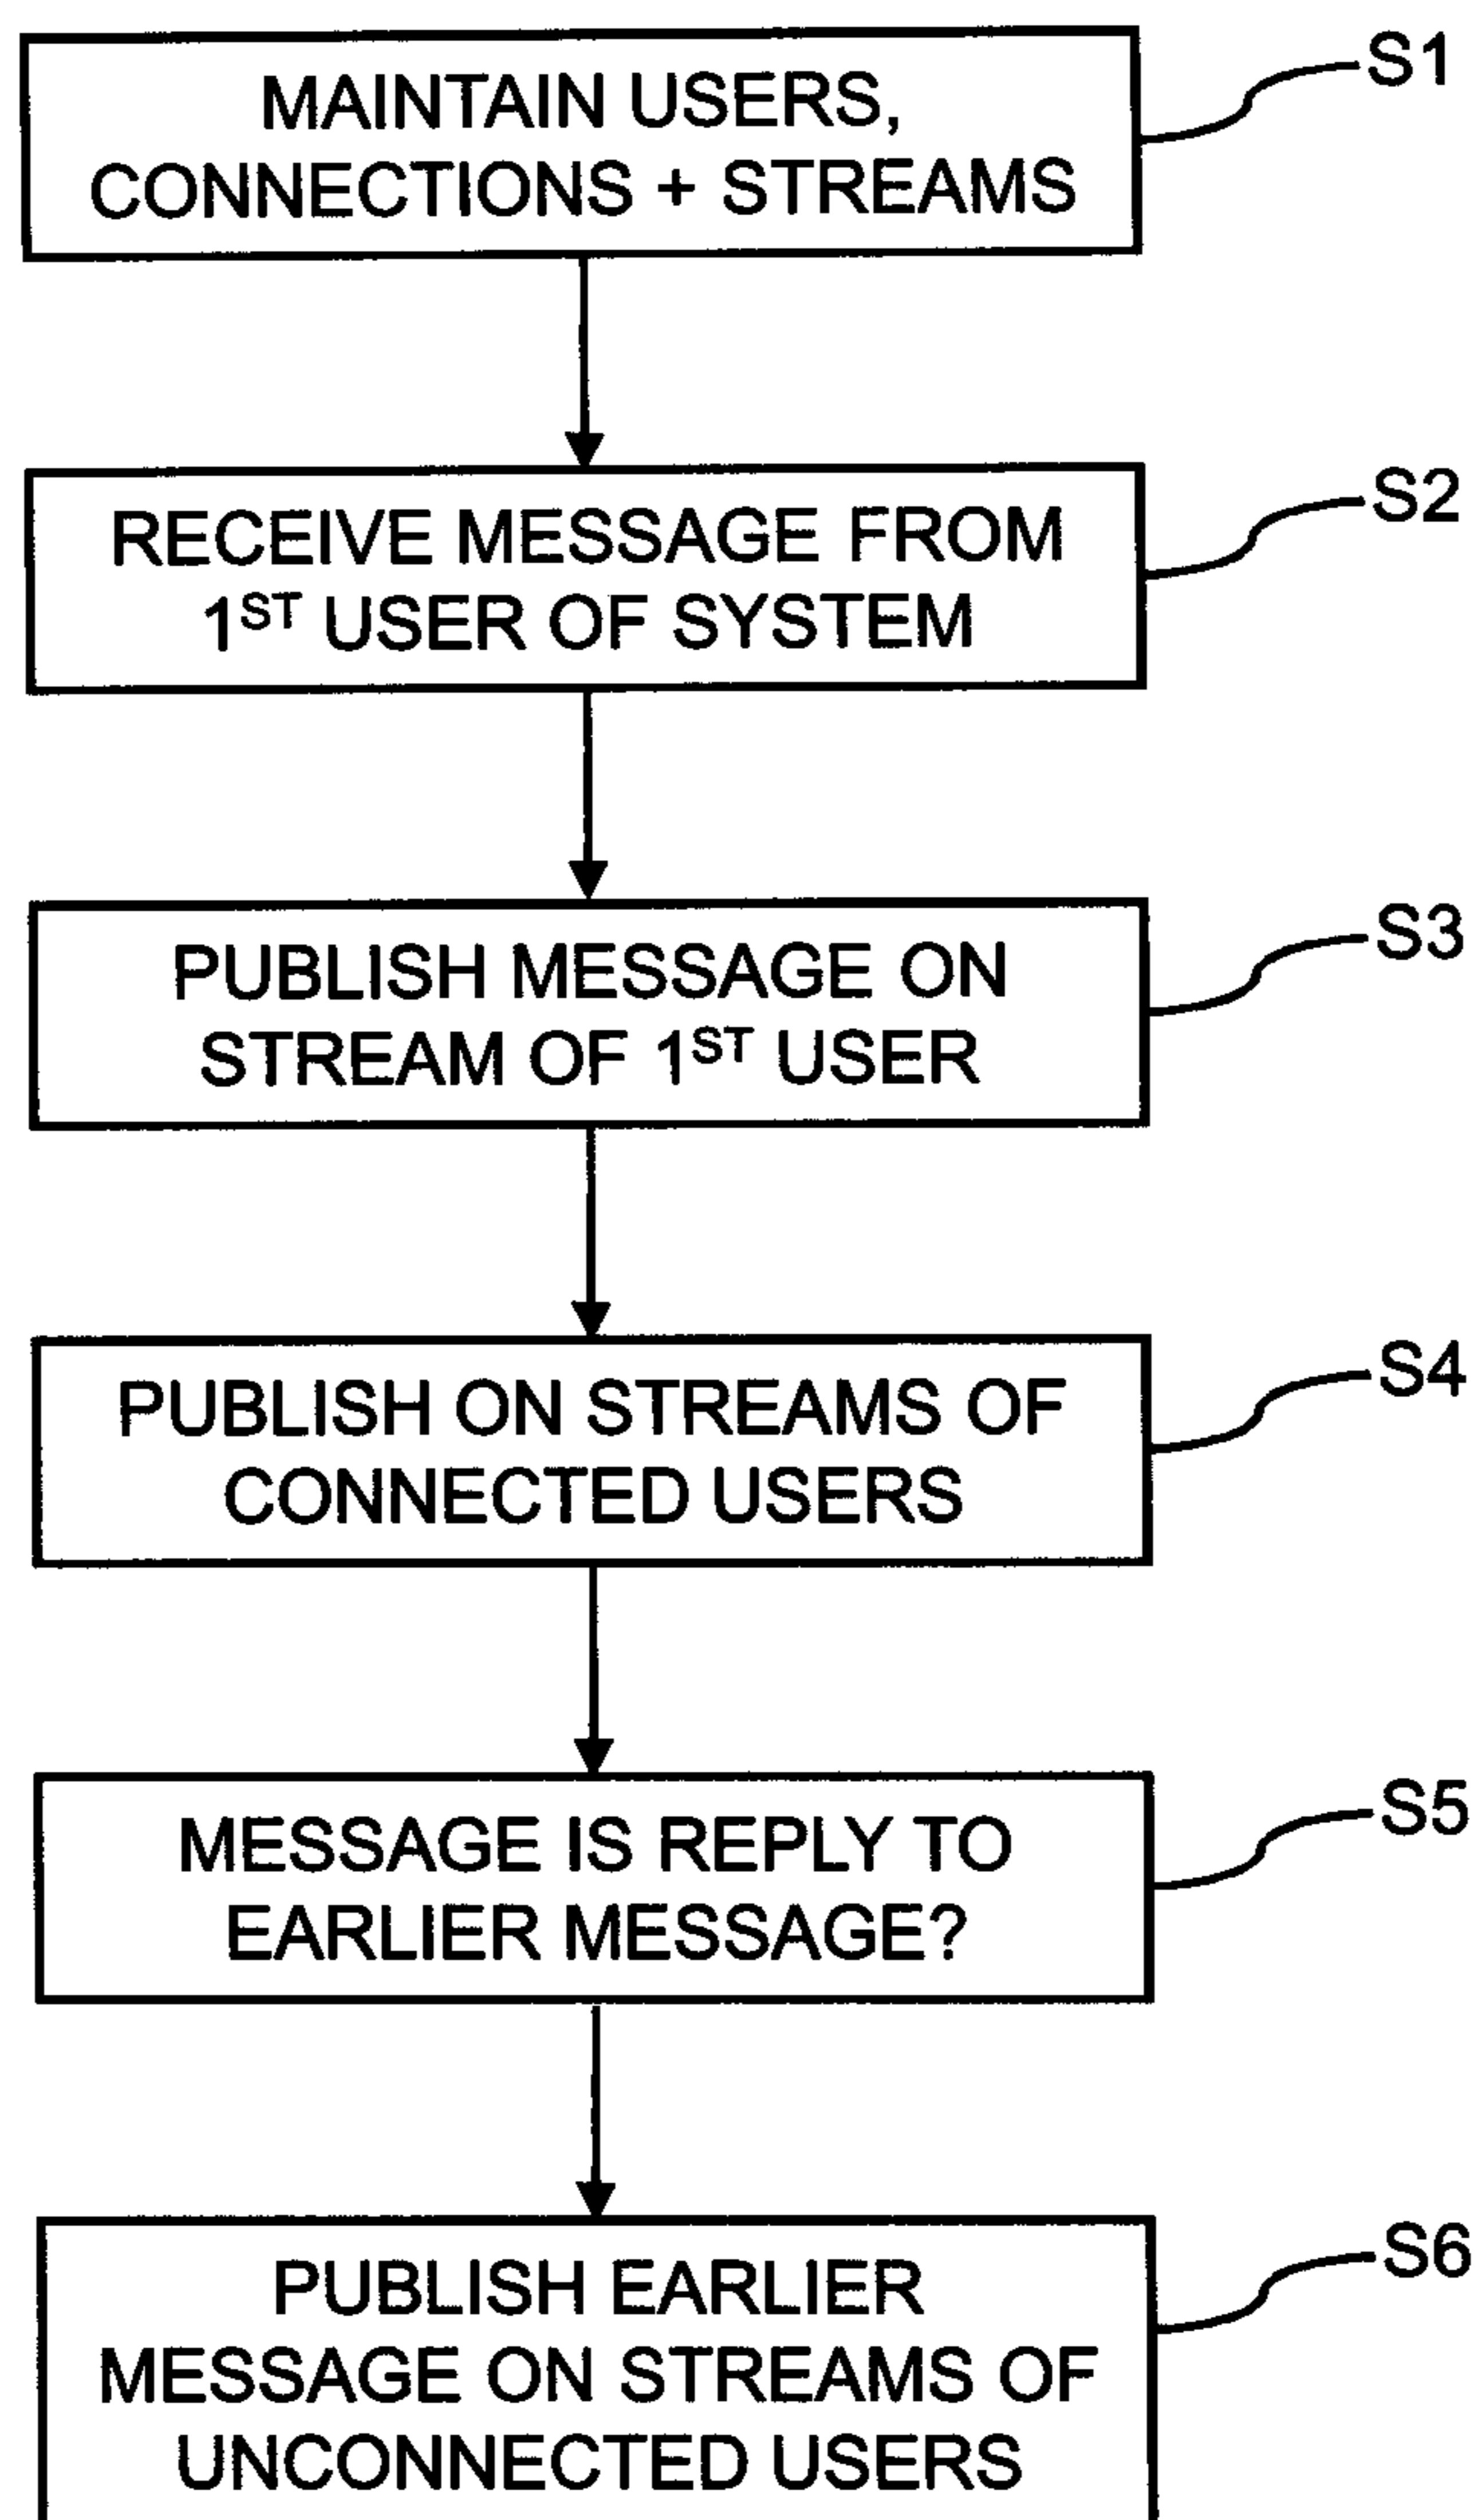 MAINTAIN USERS,
CONNECTIONS + STREAMS
S1
RECEIVE MESSAGE FROM
1ST USER OF SYSTEM
S2
PUBLISH MESSAGE ON
STREAM OF 1ST USER
S3
PUBLISH ON STREAMS OF
CONNECTED USERS
S4
MESSAGE IS REPLY TO
EARLIER MESSAGE?
S5
PUBLISH EARLIER
MESSAGE ON STREAMS OF
UNCONNECTED USERS
S6